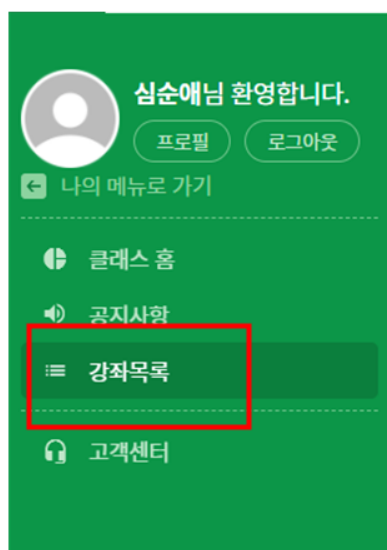 심순애님 환영합니다.
프로필 로그아웃
나의 메뉴로 가기
클래스 홈
공지사항
강좌목록
고객센터